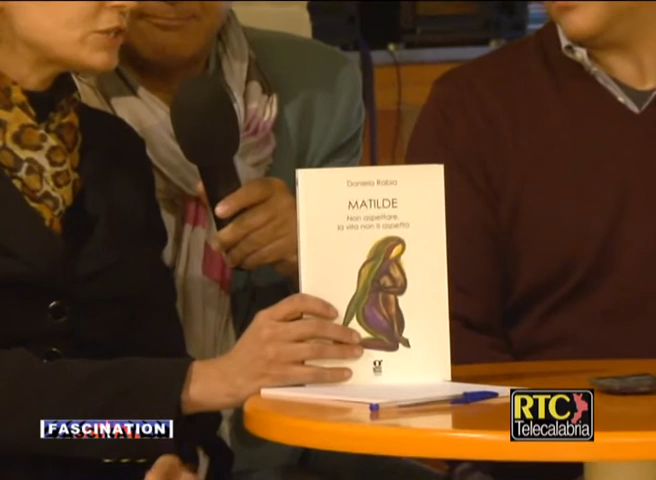 Daniela Rabia
MATILDE
Non aspettare,
la vita non ti aspetta
FASCINATION
RTC
Telecalabria